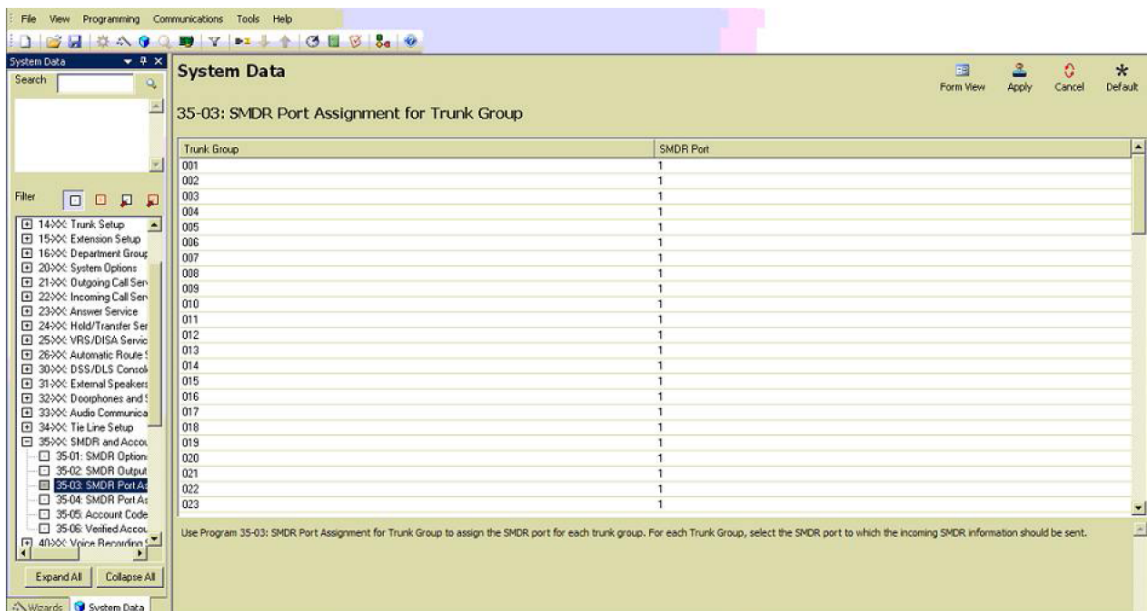 File View Programming Communications Tools Help
System Data
Search
Filter
14-XX: Trunk Setup
15-XX: Extension Setup
16-XX: Department Group
20-XX: System Options
21-XX: Outgoing Call Ser
22-XX: Incoming Call Ser
23-XX: Answer Service
24-XX: Hold/Transfer Ser
25-XX: VRS/DISA Servic
26-XX: Automatic Route S
30-XX: DSS/DLS Consol
31-XX: External Speakers
32-XX: Doorphones and S
33-XX: Audio Communica
34-XX: Tie Line Setup
35-XX: SMDR and Accou
35-01: SMDR Option
35-02: SMDR Output
35-03: SMDR Port As
35-04: SMDR Port As
35-05: Account Code
35-06: Verified Accou
40-XX: Voice Recording S
Expand All Collapse All
Wizards System Data
System Data
Form View Apply Cancel Default
35-03: SMDR Port Assignment for Trunk Group
Trunk Group SMDR Port
001 1
002 1
003 1
004 1
005 1
006 1
007 1
008 1
009 1
010 1
011 1
012 1
013 1
014 1
015 1
016 1
017 1
018 1
019 1
020 1
021 1
022 1
023 1
Use Program 35-03: SMDR Port Assignment for Trunk Group to assign the SMDR port for each trunk group. For each Trunk Group, select the SMDR port to which the incoming SMDR information should be sent.